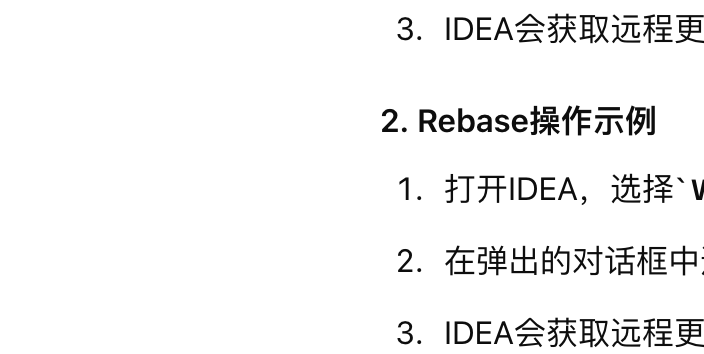 3. IDEA会获取远程更
2. Rebase操作示例
1. 打开IDEA，选择`
2. 在弹出的对话框中
3. IDEA会获取远程更